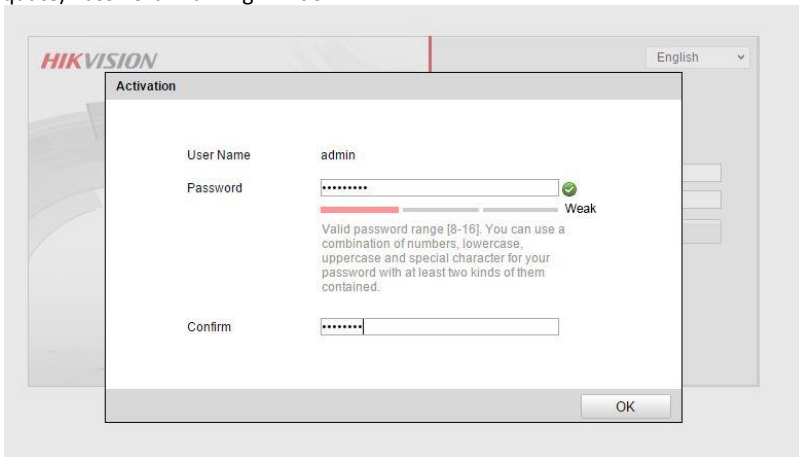 HIKVISION
English
Activation
User Name admin
Password •••••••••
Weak
Valid password range [8-16]. You can use a
combination of numbers, lowercase,
uppercase and special character for your
password with at least two kinds of them
contained.
Confirm ••••••••
OK